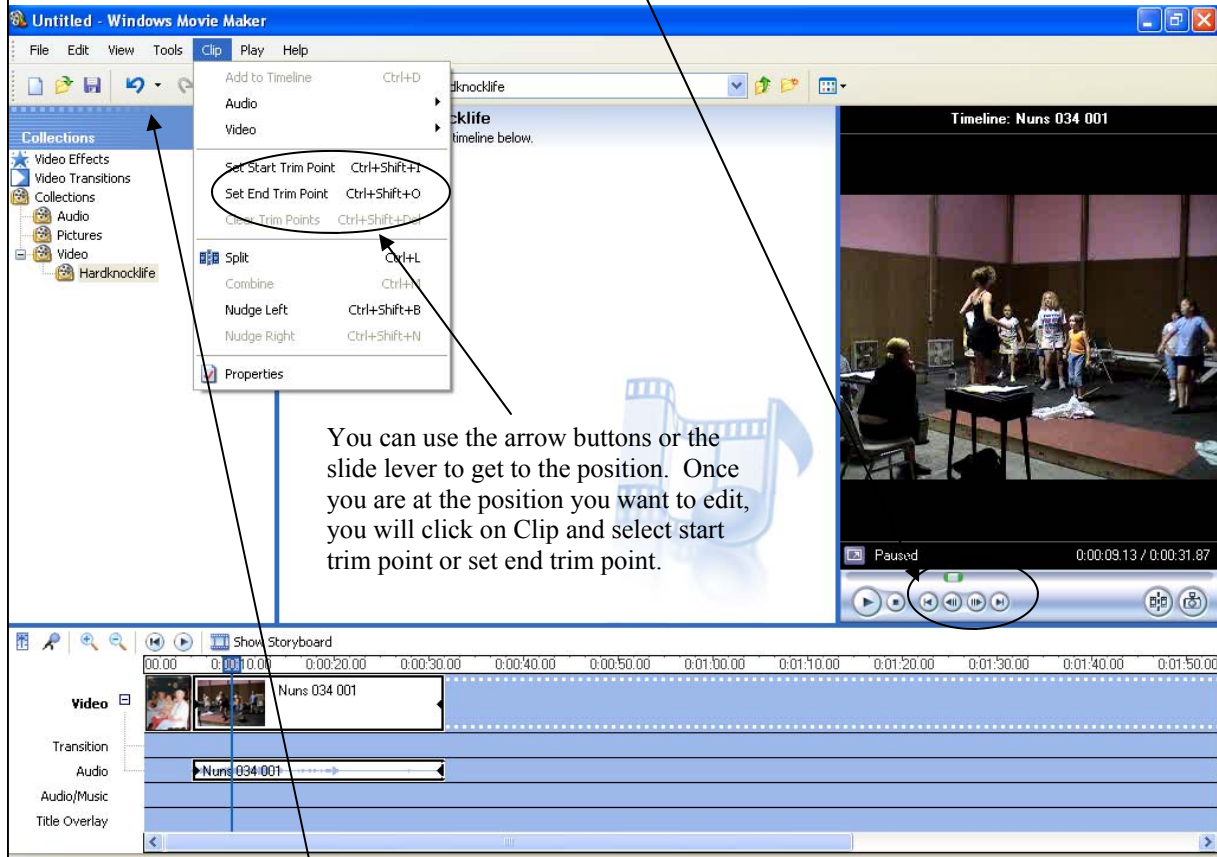 Untitled - Windows Movie Maker
File Edit View Tools Clip Play Help
Add to Timeline Ctrl+D
Audio
Video
Set Start Trim Point Ctrl+Shift+I
Set End Trim Point Ctrl+Shift+O
Clear Trim Points Ctrl+Shift+Del
Split Ctrl+L
Combine Ctrl+M
Nudge Left Ctrl+Shift+B
Nudge Right Ctrl+Shift+N
Properties
dknocklife
cklife
timeline below.
Collections
Video Effects
Video Transitions
Collections
Audio
Pictures
Video
Hardknocklife
Timeline: Nuns 034 001
You can use the arrow buttons or the
slide lever to get to the position. Once
you are at the position you want to edit,
you will click on Clip and select start
trim point or set end trim point.
Paused 0:00:09.13 / 0:00:31.87
Show Storyboard
00.00 0:00:10.00 0:00:20.00 0:00:30.00 0:00:40.00 0:00:50.00 0:01:00.00 0:01:10.00 0:01:20.00 0:01:30.00 0:01:40.00 0:01:50.00
Video
Nuns 034 001
Transition
Audio
Nuns 034 001
Audio/Music
Title Overlay